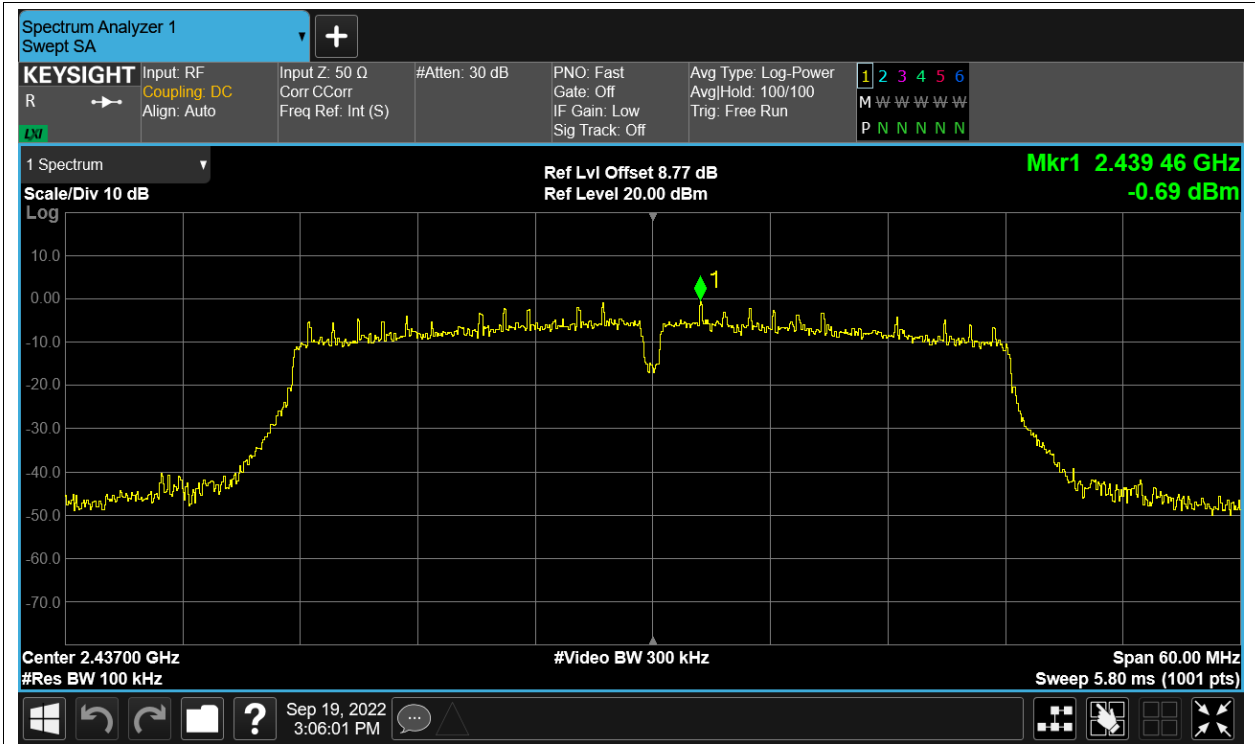 Spectrum Analyzer 1
Swept SA
KEYSIGHT
R
LXI
Input: RF
Coupling: DC
Align: Auto
Input Z: 50 Ω
Corr CCorr
Freq Ref: Int (S)
#Atten: 30 dB
PNO: Fast
Gate: Off
IF Gain: Low
Sig Track: Off
Avg Type: Log-Power
Avg|Hold: 100/100
Trig: Free Run
1 2 3 4 5 6
M W W W W W
P N N N N N
1 Spectrum
Scale/Div 10 dB
Log
Ref Lvl Offset 8.77 dB
Ref Level 20.00 dBm
Mkr1 2.439 46 GHz
-0.69 dBm
1
10.0
0.00
-10.0
-20.0
-30.0
-40.0
-50.0
-60.0
-70.0
Center 2.43700 GHz
#Res BW 100 kHz
#Video BW 300 kHz
Span 60.00 MHz
Sweep 5.80 ms (1001 pts)
?
Sep 19, 2022
3:06:01 PM